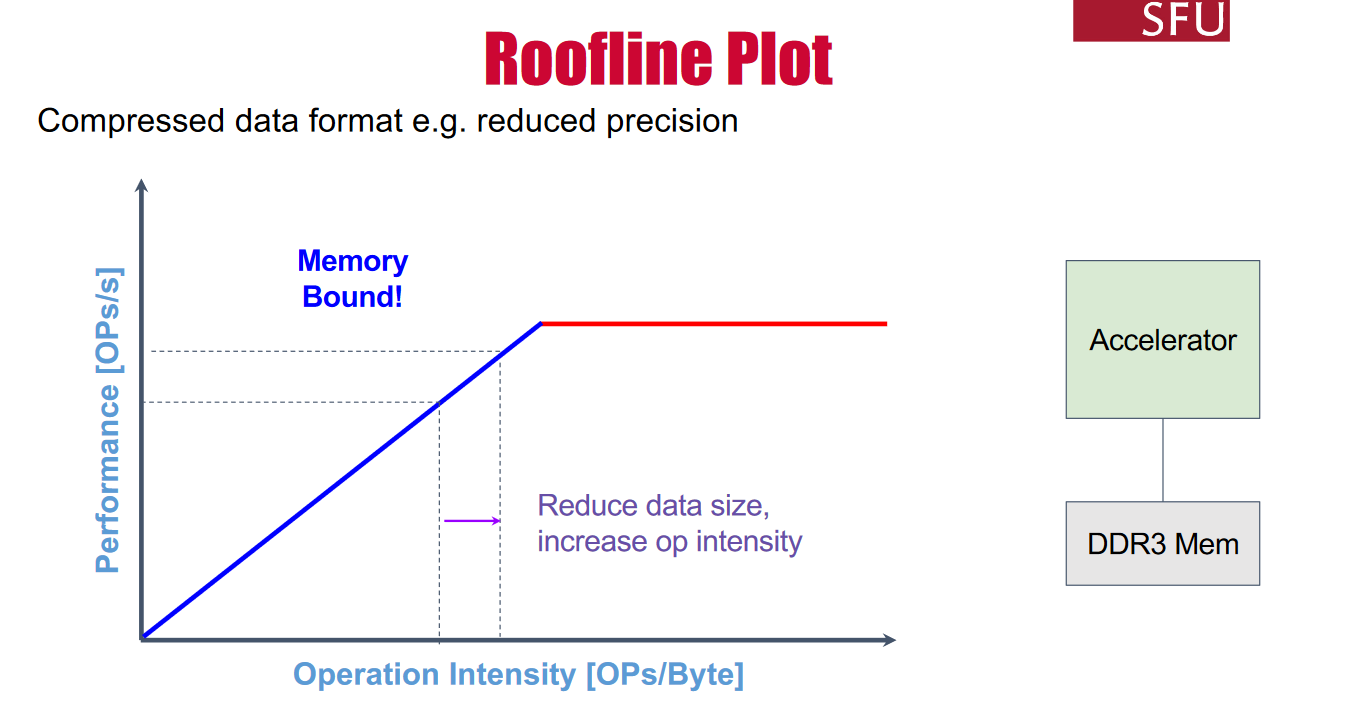 SFU
Roofline Plot
Compressed data format e.g. reduced precision
Memory
Bound!
Performance [OPs/s]
Accelerator
Reduce data size,
increase op intensity
DDR3 Mem
Operation Intensity [OPs/Byte]